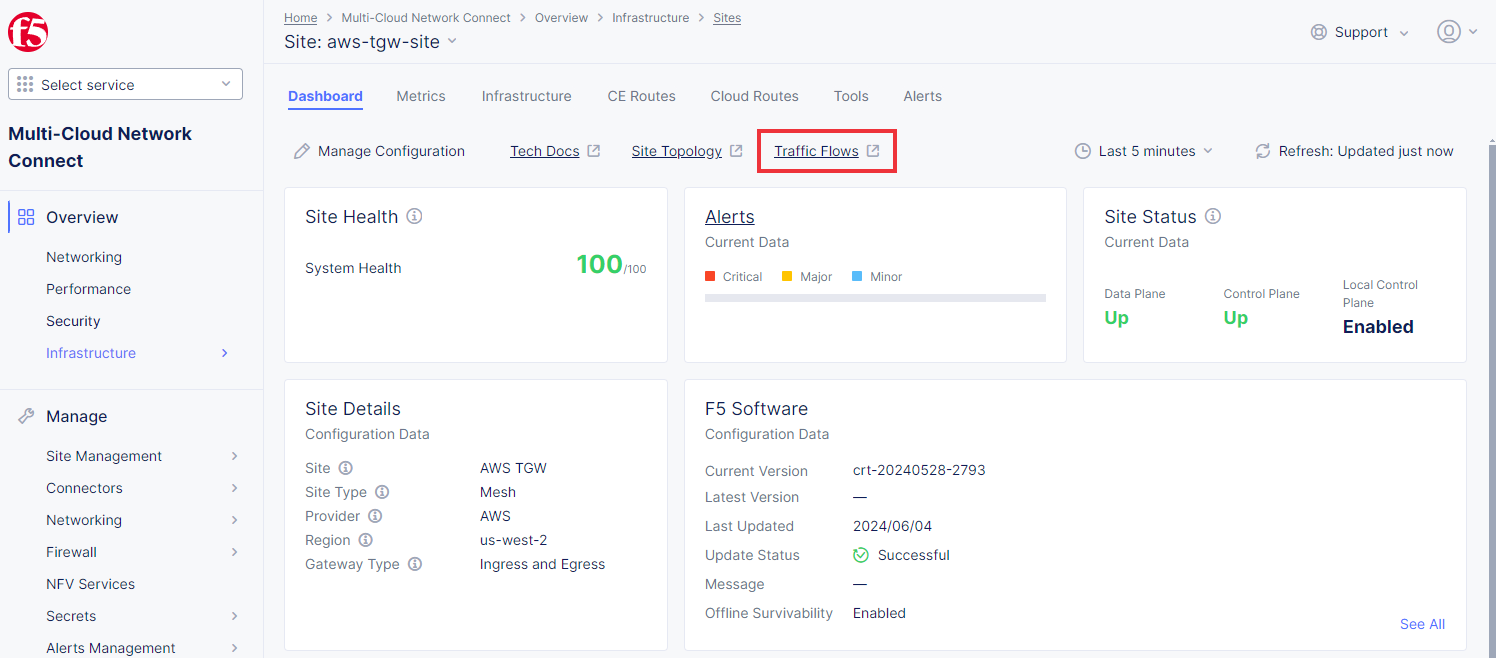 f5
Select service
Multi-Cloud Network
Connect
Overview
Networking
Performance
Security
Infrastructure
Manage
Site Management
Connectors
Networking
Firewall
NFV Services
Secrets
Alerts Management
Home > Multi-Cloud Network Connect > Overview > Infrastructure > Sites
Site: aws-tgw-site
Support
Dashboard Metrics Infrastructure CE Routes Cloud Routes Tools Alerts
Manage Configuration Tech Docs Site Topology Traffic Flows Last 5 minutes Refresh: Updated just now
Site Health
System Health 100/100
Alerts
Current Data
Critical Major Minor
Site Status
Current Data
Data Plane
Up
Control Plane
Up
Local Control
Plane
Enabled
Site Details
Configuration Data
Site AWS TGW
Site Type Mesh
Provider AWS
Region us-west-2
Gateway Type Ingress and Egress
F5 Software
Configuration Data
Current Version crt-20240528-2793
Latest Version —
Last Updated 2024/06/04
Update Status Successful
Message —
Offline Survivability Enabled
See All